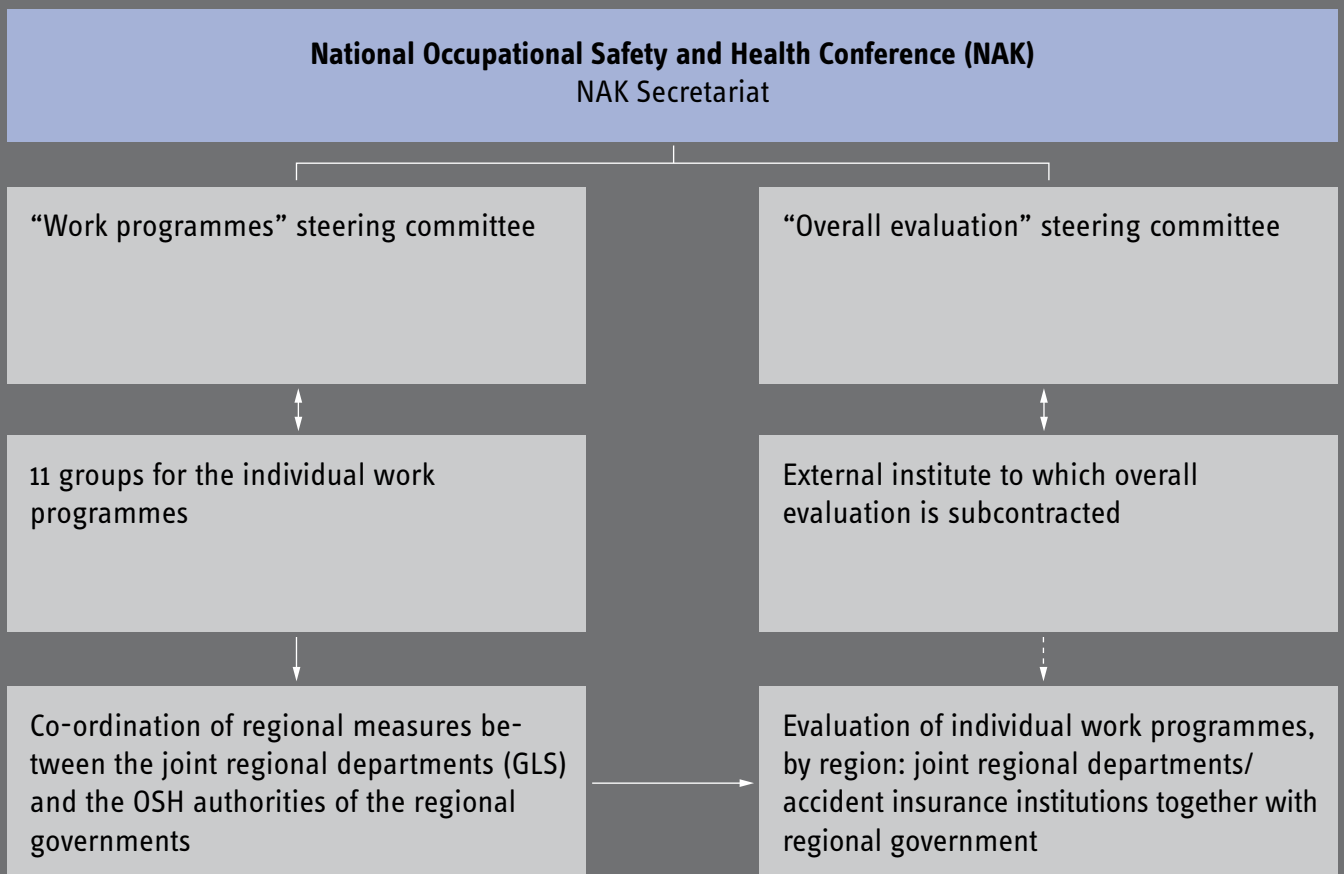 National Occupational Safety and Health Conference (NAK)
NAK Secretariat
“Work programmes” steering committee
“Overall evaluation” steering committee
11 groups for the individual work
programmes
External institute to which overall
evaluation is subcontracted
Co-ordination of regional measures be-
tween the joint regional departments (GLS)
and the OSH authorities of the regional
governments
Evaluation of individual work programmes,
by region: joint regional departments/
accident insurance institutions together with
regional government